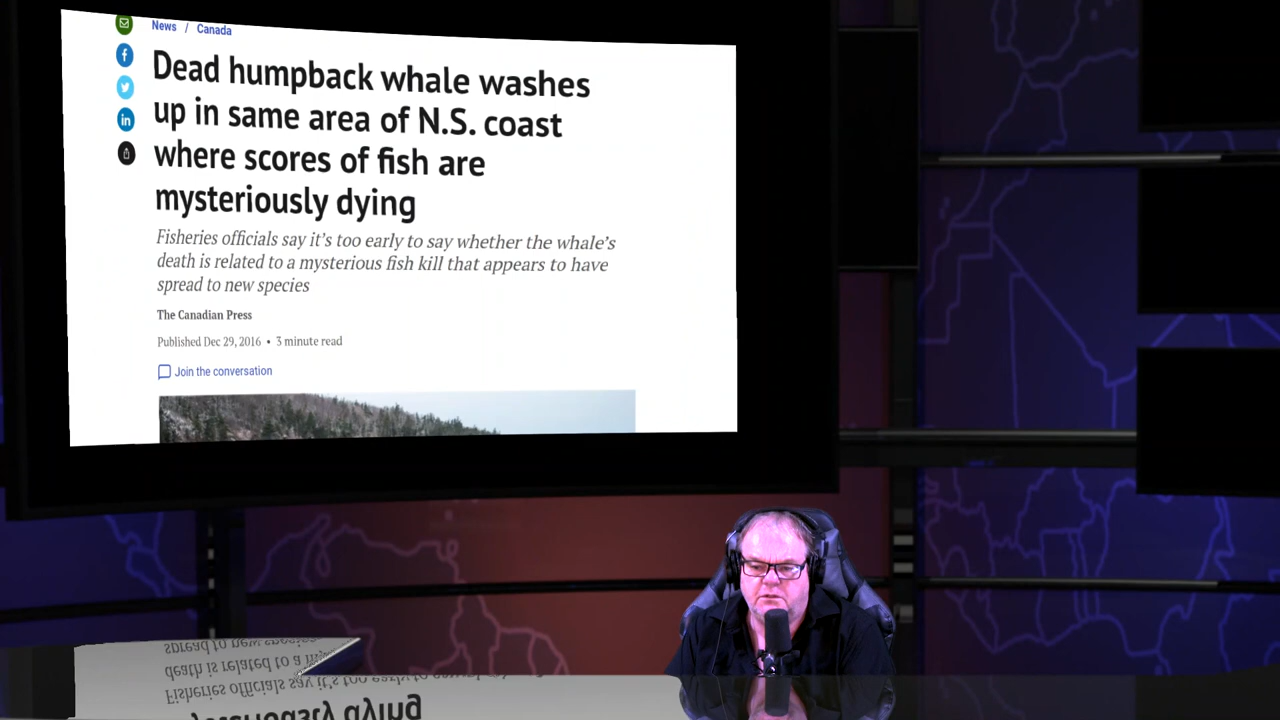 News / Canada
Dead humpback whale washes
up in same area of N.S. coast
where scores of fish are
mysteriously dying
Fisheries officials say it's too early to say whether the whale's
death is related to a mysterious fish kill that appears to have
spread to new species
The Canadian Press
Published Dec 29, 2016 • 3 minute read
Join the conversation